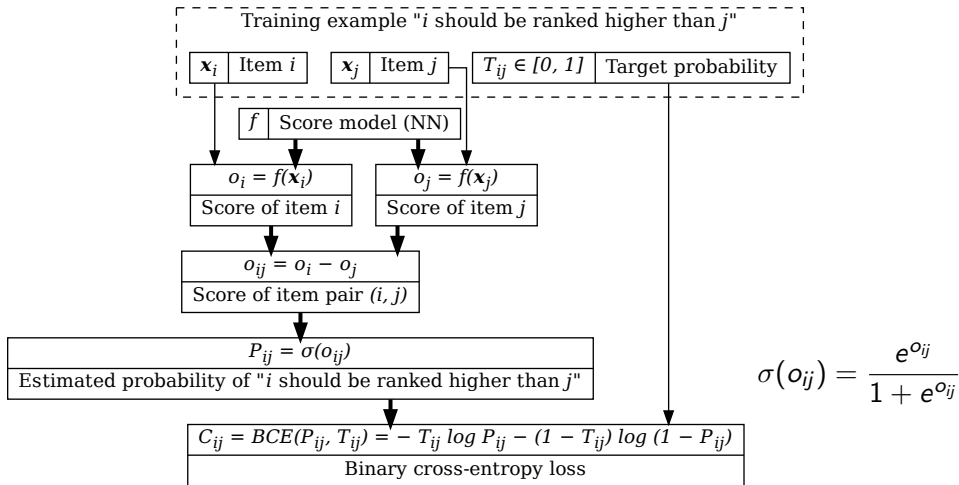 Training example "i should be ranked higher than j"
x_i Item i x_j Item j T_ij ∈ [0, 1] Target probability
f Score model (NN)
o_i = f(x_i) o_j = f(x_j)
Score of item i Score of item j
o_ij = o_i − o_j
Score of item pair (i, j)
P_ij = σ(o_ij)
Estimated probability of "i should be ranked higher than j"
σ(o_ij) = e^{o_ij} / (1 + e^{o_ij})
C_ij = BCE(P_ij, T_ij) = − T_ij log P_ij − (1 − T_ij) log (1 − P_ij)
Binary cross-entropy loss